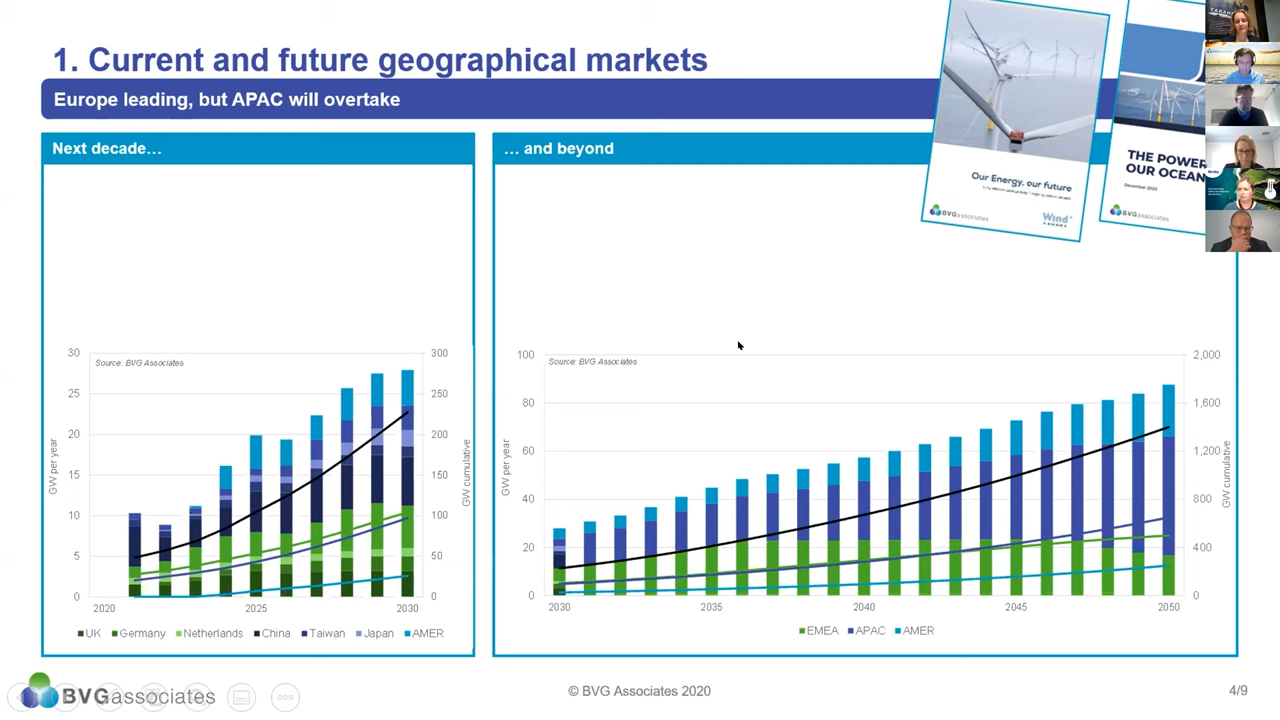 1. Current and future geographical markets
Europe leading, but APAC will overtake
Next decade…
… and beyond
Our Energy, our future
BVGassociates
Wind
EUROPE
THE POWER
OUR OCEAN
December 2020
BVGassociates
30
25
20
15
10
5
0
GW per year
Source: BVG Associates
300
250
200
150
100
50
0
GW cumulative
2020
2025
2030
UK
Germany
Netherlands
China
Taiwan
Japan
AMER
100
80
60
40
20
0
GW per year
Source: BVG Associates
2,000
1,600
1,200
800
400
0
GW cumulative
2030
2035
2040
2045
2050
EMEA
APAC
AMER
BVGassociates
© BVG Associates 2020
4/9